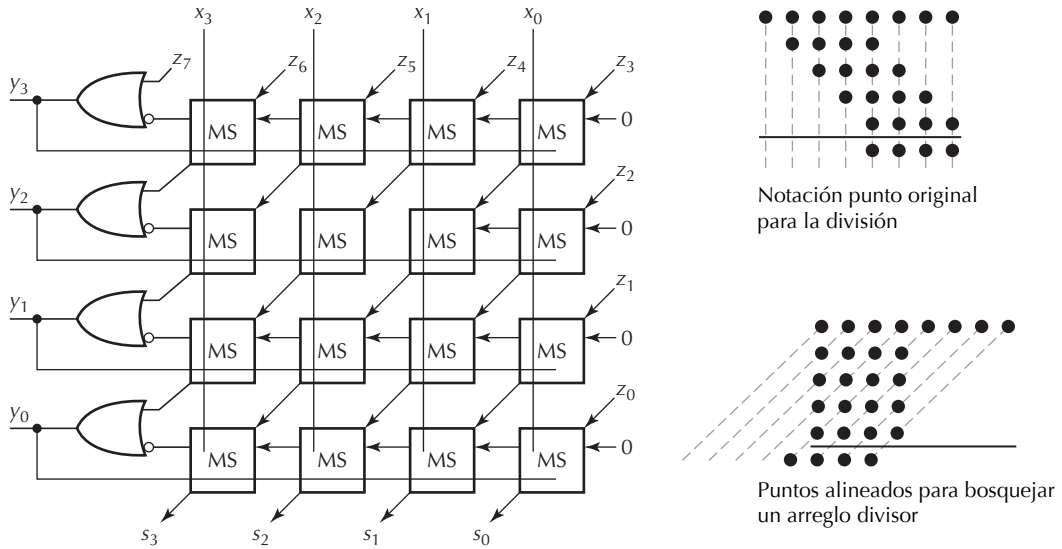 x3 x2 x1 x0
z7 z6 z5 z4 z3
y3 MS MS MS MS 0
z2
y2 MS MS MS MS 0
z1
y1 MS MS MS MS 0
z0
y0 MS MS MS MS 0
s3 s2 s1 s0
Notación punto original
para la división
Puntos alineados para bosquejar
un arreglo divisor